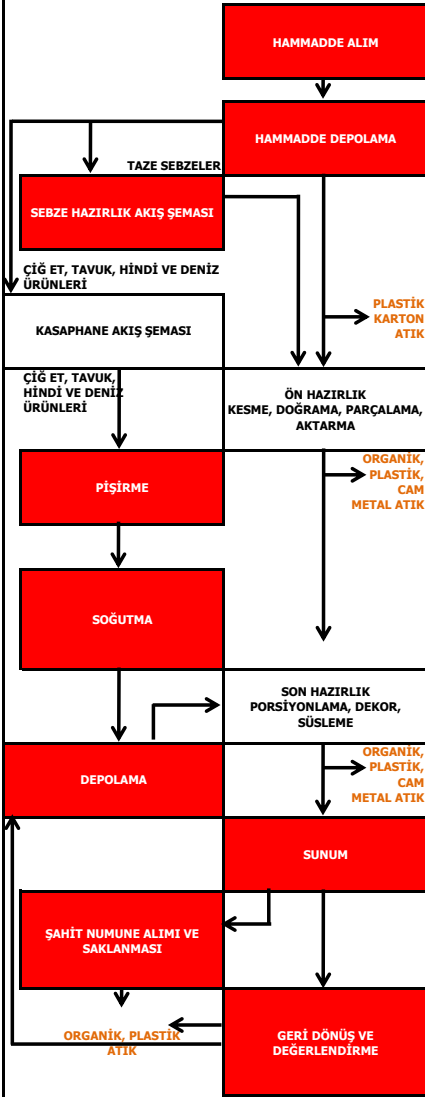 HAMMADDE ALIM
HAMMADDE DEPOLAMA
TAZE SEBZELER
SEBZE HAZIRLIK AKIŞ ŞEMASI
ÇİĞ ET, TAVUK, HİNDİ VE DENİZ
ÜRÜNLERİ
PLASTİK
KARTON
ATIK
KASAPHANE AKIŞ ŞEMASI
ÇİĞ ET, TAVUK,
HİNDİ VE DENİZ
ÜRÜNLERİ
ÖN HAZIRLIK
KESME, DOĞRAMA, PARÇALAMA,
AKTARMA
ORGANİK,
PLASTİK,
CAM
METAL ATIK
PİŞİRME
SOĞUTMA
SON HAZIRLIK
PORSİYONLAMA, DEKOR,
SÜSLEME
ORGANİK,
PLASTİK,
CAM
METAL ATIK
DEPOLAMA
SUNUM
ŞAHİT NUMUNE ALIMI VE
SAKLANMASI
ORGANİK, PLASTİK
ATIK
GERİ DÖNÜŞ VE
DEĞERLENDİRME